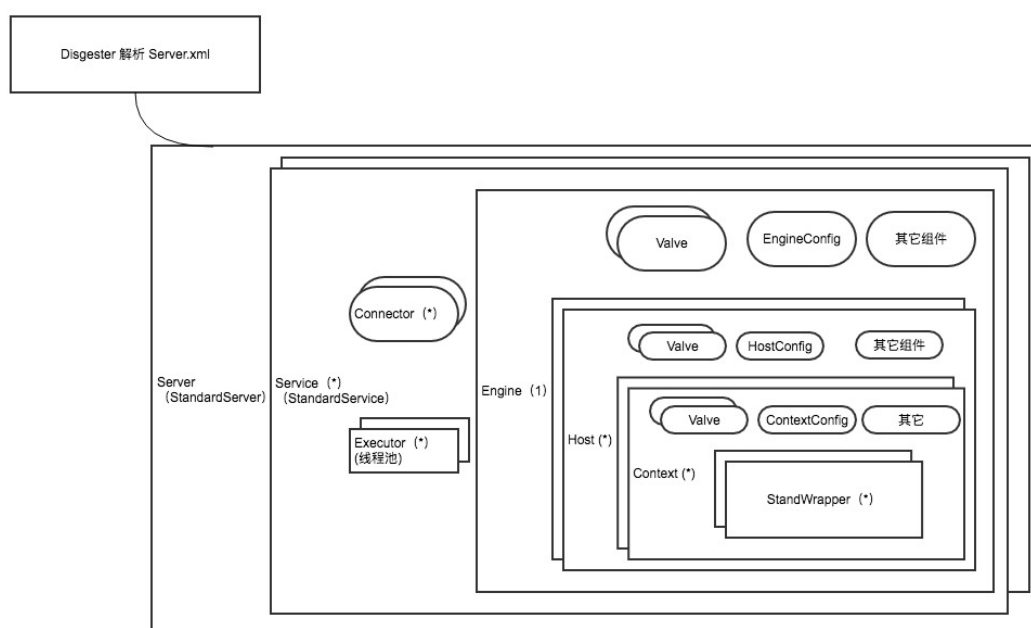 Disgester 解析 Server.xml
Valve
EngineConfig
其它组件
Connector（*）
Valve
HostConfig
其它组件
Server
（StandardServer）
Service（*）
（StandardService）
Engine（1）
Valve
ContextConfig
其它
Executor（*）
(线程池)
Host (*)
Context (*)
StandWrapper（*）